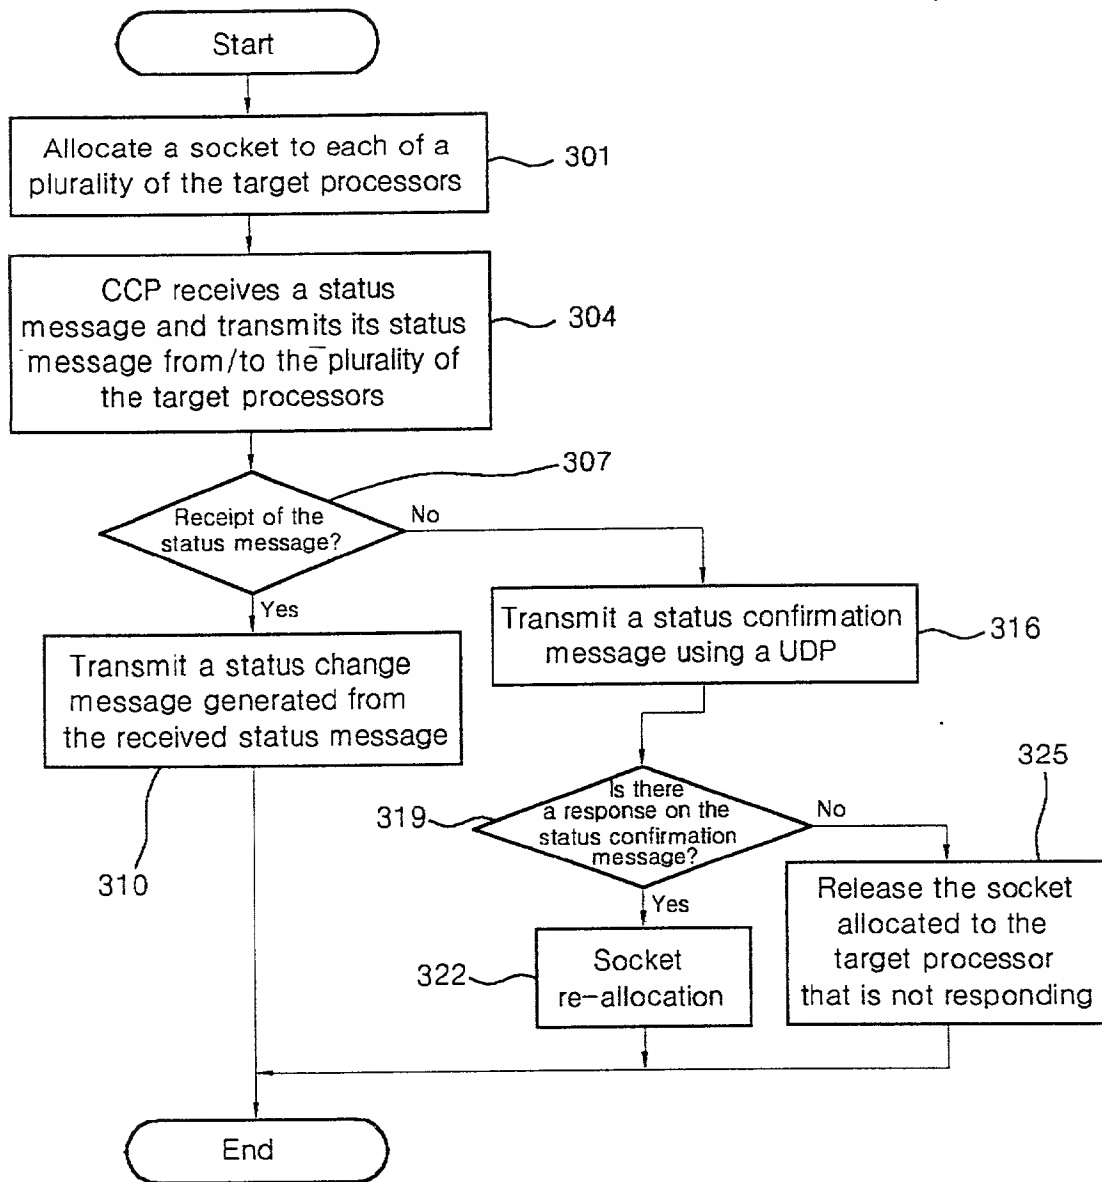 Start
Allocate a socket to each of a
plurality of the target processors
301
CCP receives a status
message and transmits its status
message from/to the plurality of
the target processors
304
307
Receipt of the
status message?
No
Yes
Transmit a status confirmation
message using a UDP
316
Transmit a status change
message generated from
the received status message
310
325
Is there
a response on the
status confirmation
message?
319
No
Yes
Socket
re-allocation
322
Release the socket
allocated to the
target processor
that is not responding
End